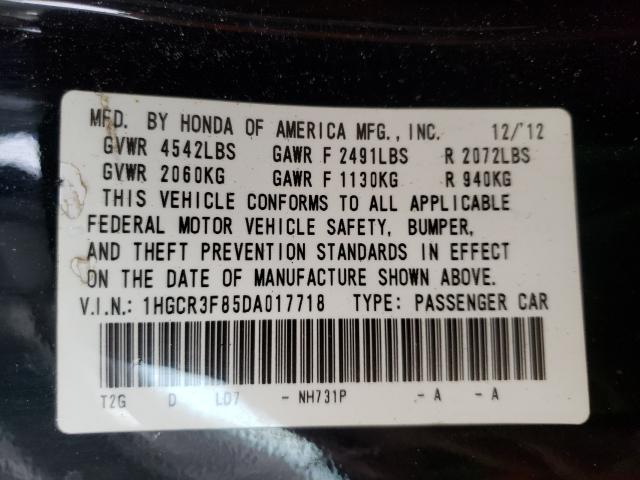 MFD. BY HONDA OF AMERICA MFG., INC. 12/'12
GVWR 4542LBS GAWR F 2491LBS R 2072LBS
GVWR 2060KG GAWR F 1130KG R 940KG
THIS VEHICLE CONFORMS TO ALL APPLICABLE
FEDERAL MOTOR VEHICLE SAFETY, BUMPER,
AND THEFT PREVENTION STANDARDS IN EFFECT
ON THE DATE OF MANUFACTURE SHOWN ABOVE.
V.I.N.: 1HGCR3F85DA017718 TYPE: PASSENGER CAR
T2G D LD7 - NH731P - A - A